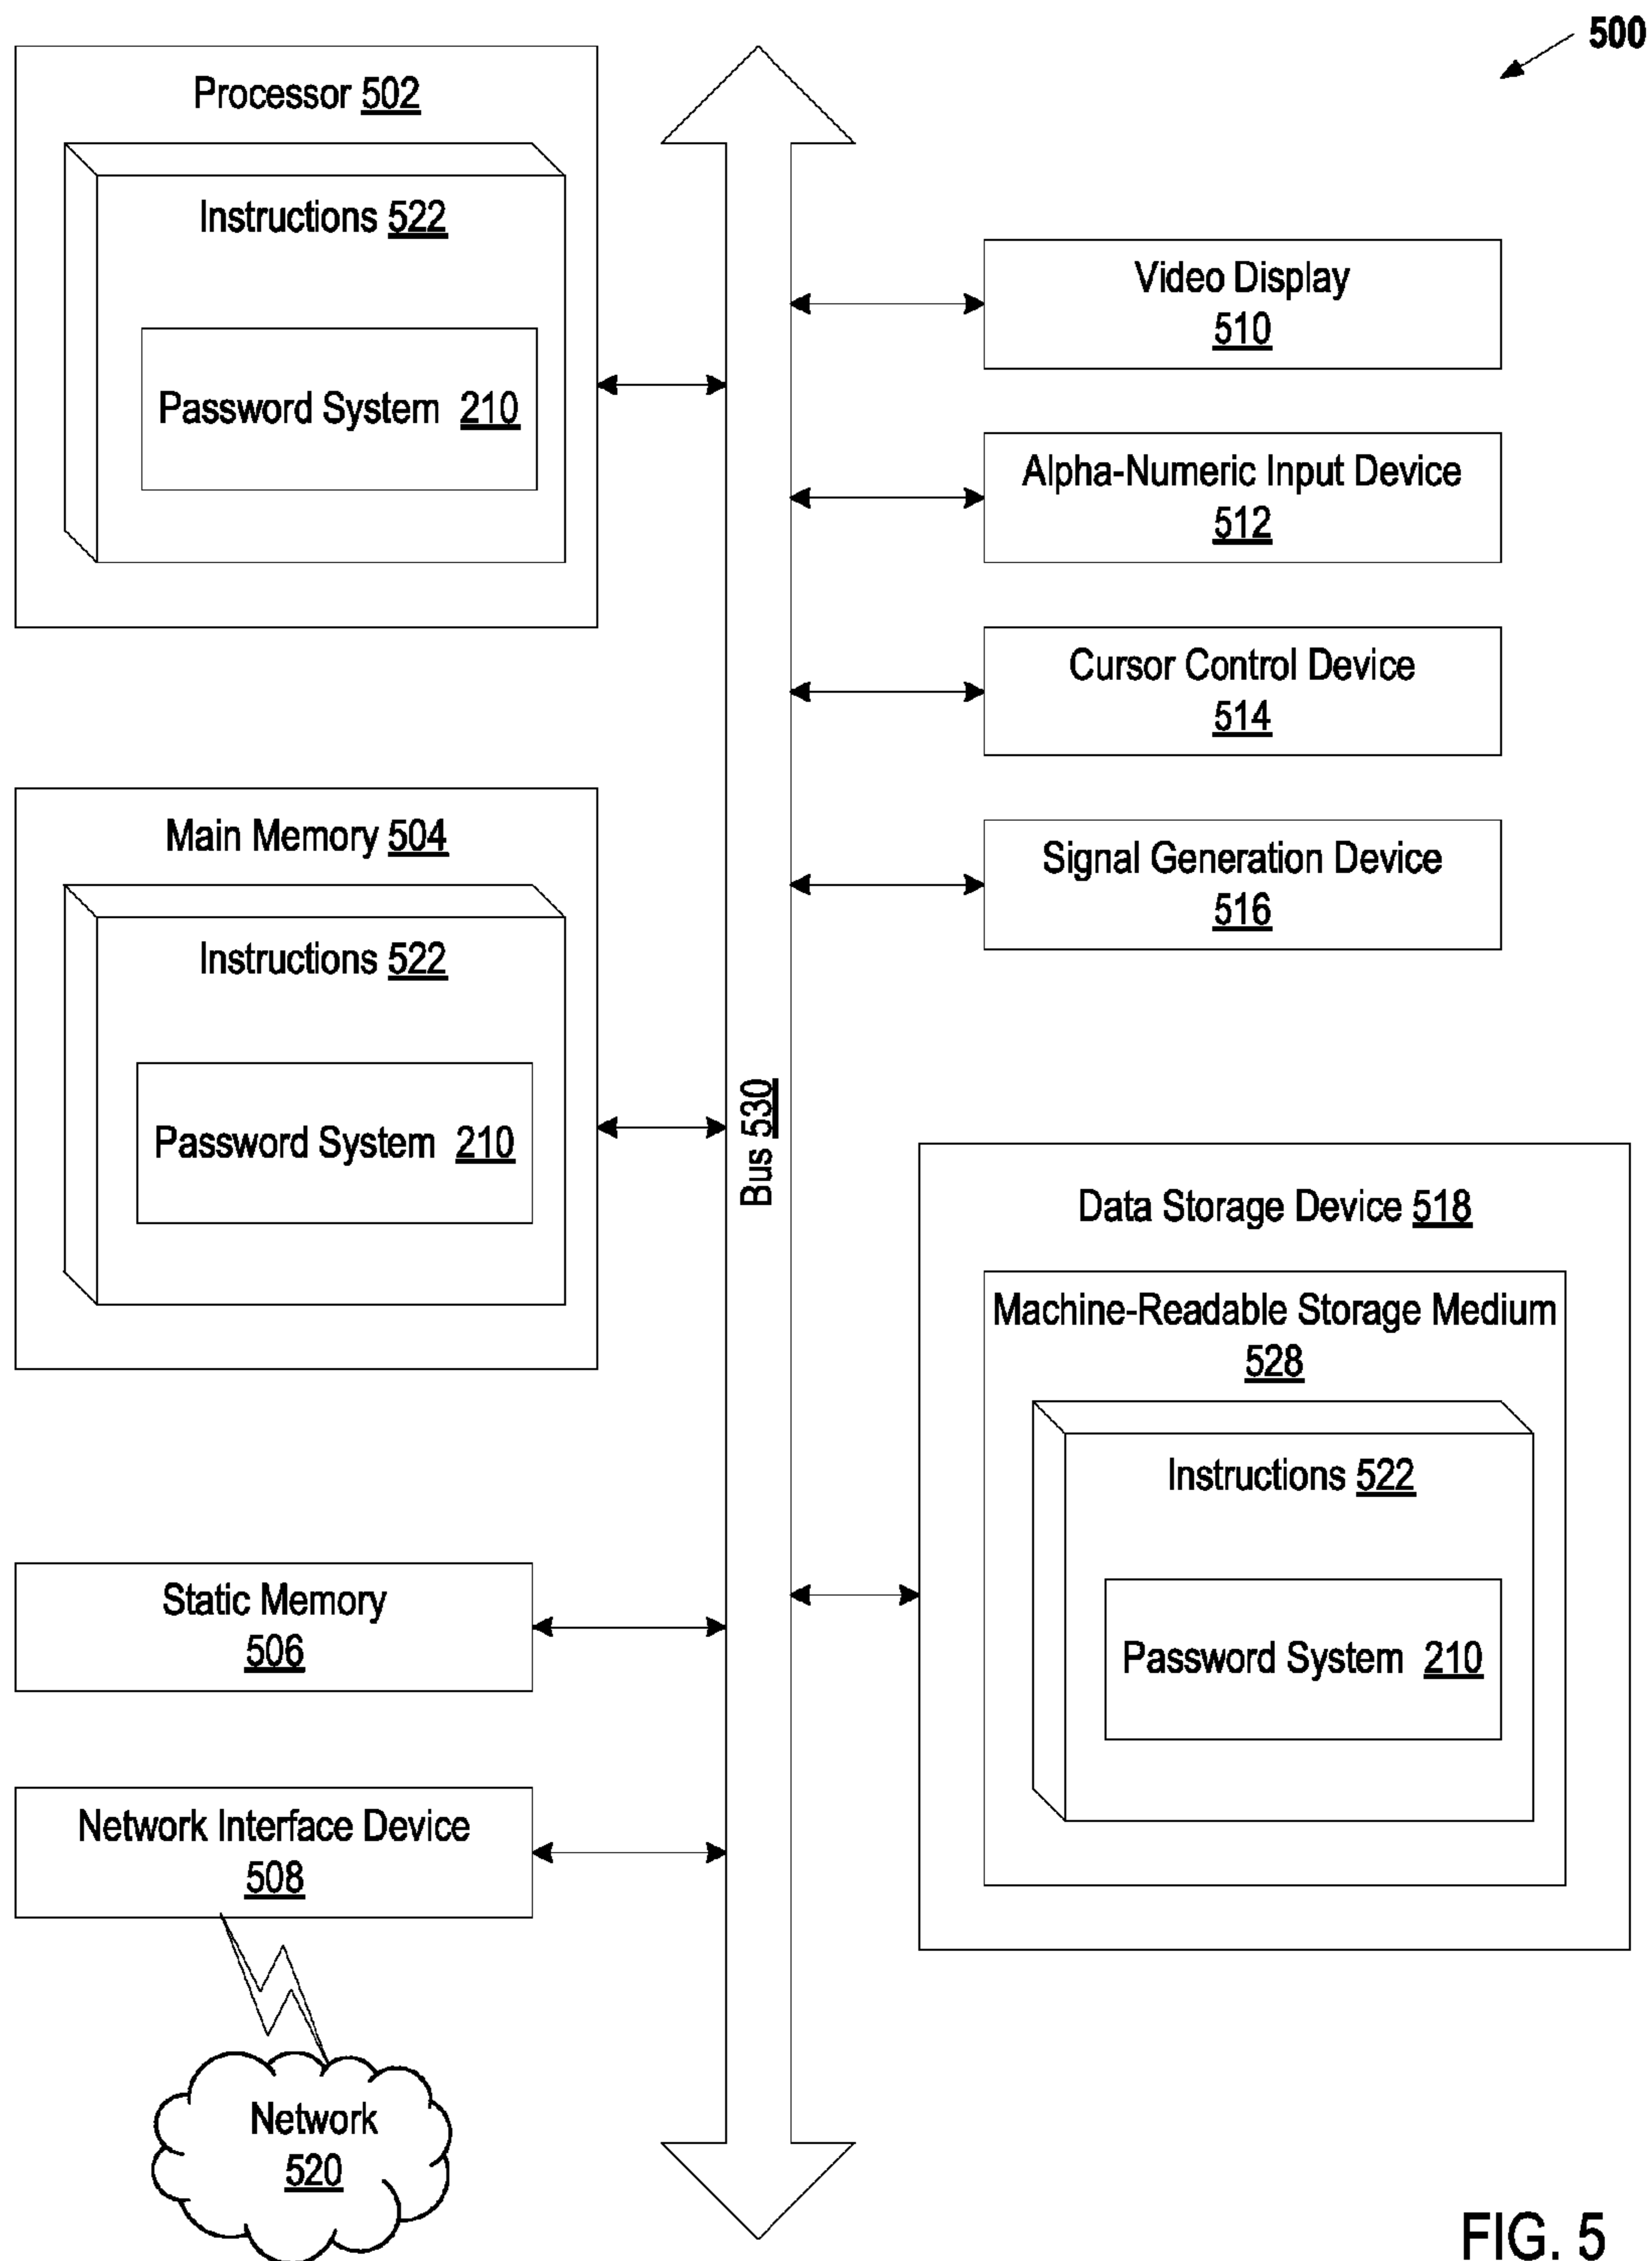 500
Processor 502
Instructions 522
Password System 210
Main Memory 504
Instructions 522
Password System 210
Static Memory
506
Network Interface Device
508
Network
520
Bus 530
Video Display
510
Alpha-Numeric Input Device
512
Cursor Control Device
514
Signal Generation Device
516
Data Storage Device 518
Machine-Readable Storage Medium
528
Instructions 522
Password System 210
FIG. 5